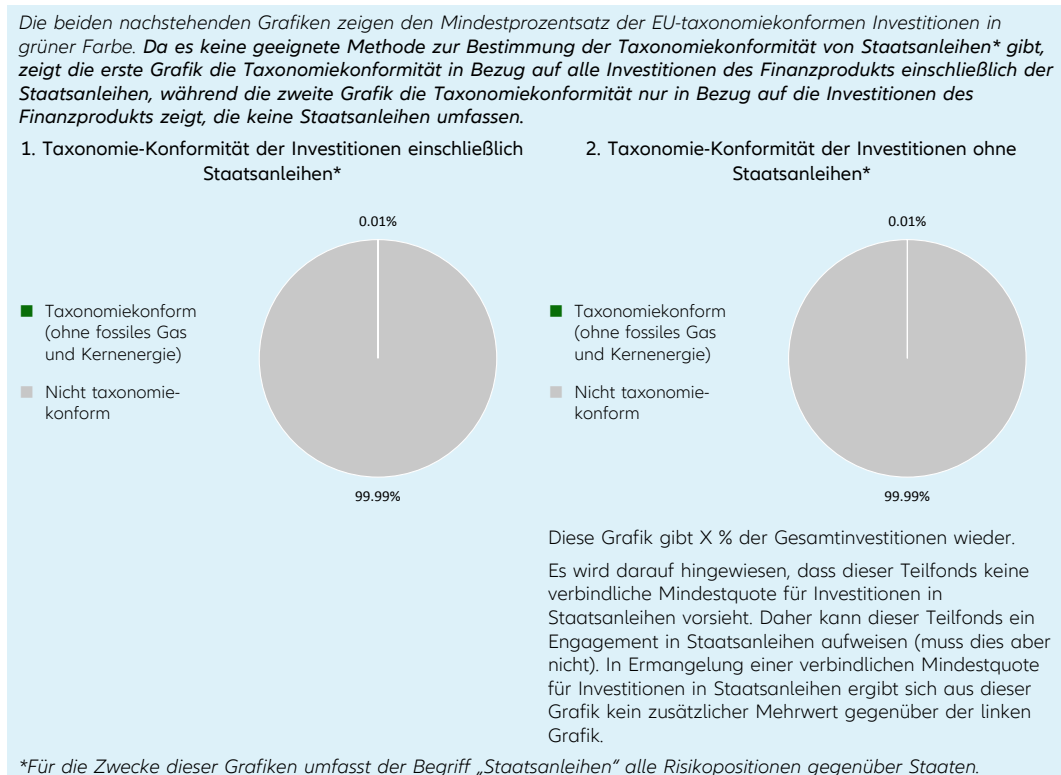 Die beiden nachstehenden Grafiken zeigen den Mindestprozentsatz der EU-taxonomiekonformen Investitionen in
grüner Farbe. Da es keine geeignete Methode zur Bestimmung der Taxonomiekonformität von Staatsanleihen* gibt,
zeigt die erste Grafik die Taxonomiekonformität in Bezug auf alle Investitionen des Finanzprodukts einschließlich der
Staatsanleihen, während die zweite Grafik die Taxonomiekonformität nur in Bezug auf die Investitionen des
Finanzprodukts zeigt, die keine Staatsanleihen umfassen.
1. Taxonomie-Konformität der Investitionen einschließlich
Staatsanleihen*
0.01%
Taxonomiekonform
(ohne fossiles Gas
und Kernenergie)
Nicht taxonomie-
konform
99.99%
2. Taxonomie-Konformität der Investitionen ohne
Staatsanleihen*
0.01%
Taxonomiekonform
(ohne fossiles Gas
und Kernenergie)
Nicht taxonomie-
konform
99.99%
Diese Grafik gibt X % der Gesamtinvestitionen wieder.
Es wird darauf hingewiesen, dass dieser Teilfonds keine
verbindliche Mindestquote für Investitionen in
Staatsanleihen vorsieht. Daher kann dieser Teilfonds ein
Engagement in Staatsanleihen aufweisen (muss dies aber
nicht). In Ermangelung einer verbindlichen Mindestquote
für Investitionen in Staatsanleihen ergibt sich aus dieser
Grafik kein zusätzlicher Mehrwert gegenüber der linken
Grafik.
*Für die Zwecke dieser Grafiken umfasst der Begriff „Staatsanleihen" alle Risikopositionen gegenüber Staaten.